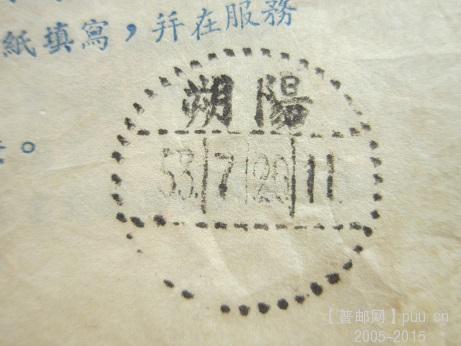 紙填寫，并在服務
朔陽
53 7 20 11
【普邮网】puu.cn
2005-2015